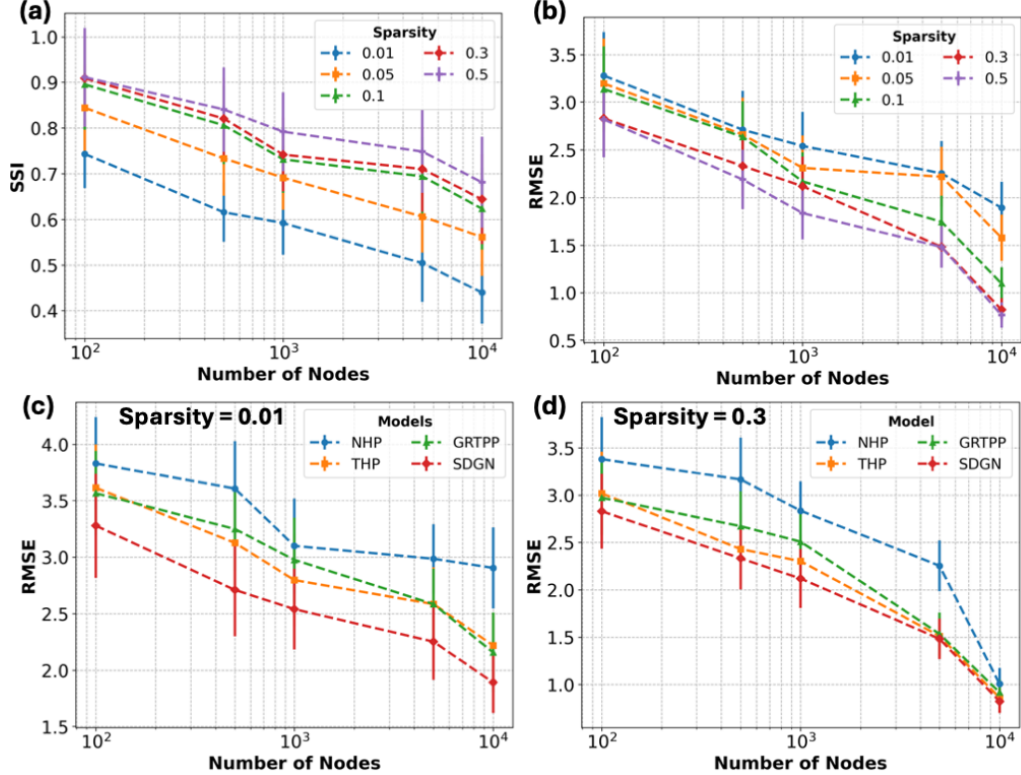 (a)
Sparsity
0.01
0.05
0.1
0.3
0.5
SSI
1.0
0.9
0.8
0.7
0.6
0.5
0.4
10²
10³
10⁴
Number of Nodes
(b)
Sparsity
0.01
0.05
0.1
0.3
0.5
RMSE
3.5
3.0
2.5
2.0
1.5
1.0
0.5
10²
10³
10⁴
Number of Nodes
(c)
Sparsity = 0.01
Models
NHP
THP
GRTPP
SDGN
RMSE
4.0
3.5
3.0
2.5
2.0
1.5
10²
10³
10⁴
Number of Nodes
(d)
Sparsity = 0.3
Model
NHP
THP
GRTPP
SDGN
RMSE
3.5
3.0
2.5
2.0
1.5
1.0
10²
10³
10⁴
Number of Nodes